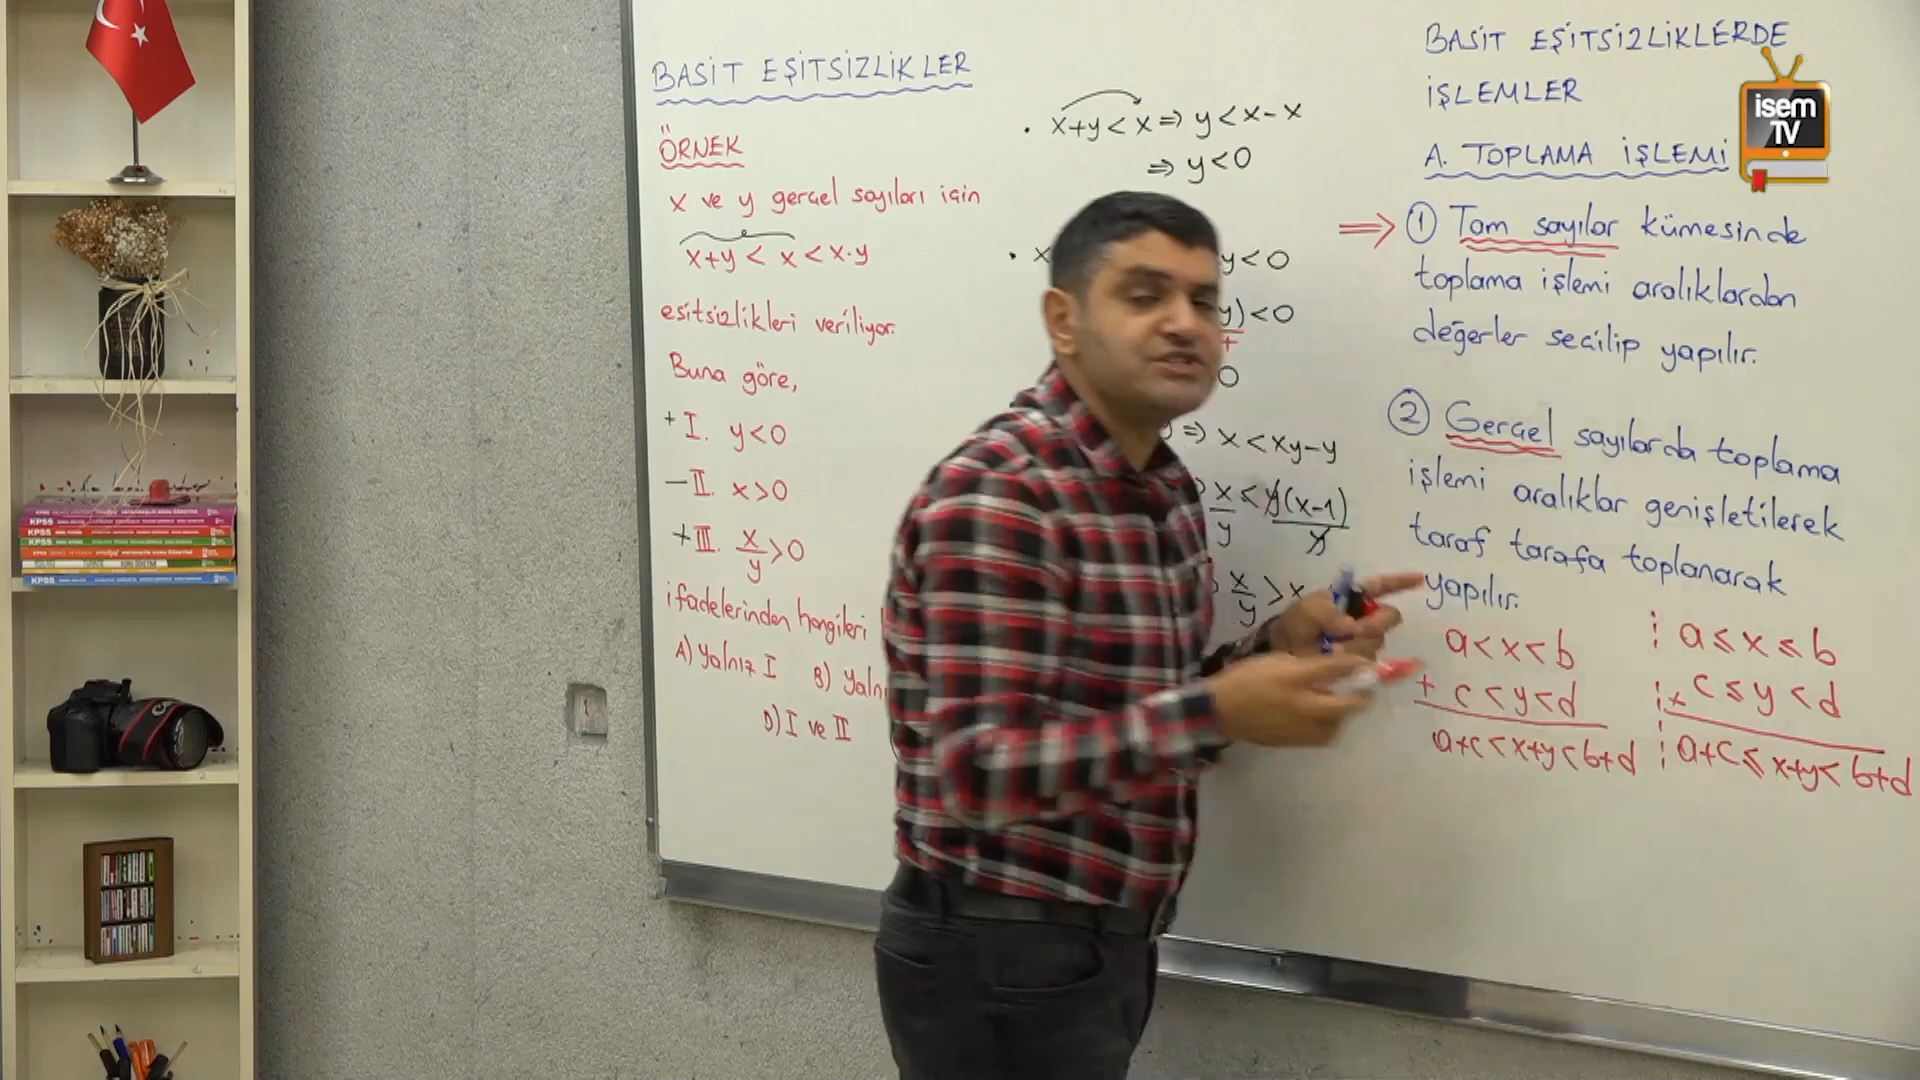 BASİT EŞİTSİZLİKLER
ÖRNEK
x ve y gerçel sayıları için
x+y < x < x.y
eşitsizlikleri veriliyor.
Buna göre,
+ I. y<0
- II. x>0
+ III. x/y >0
ifadelerinden hangileri
A) Yalnız I B)
D) I ve II
. x+y < x ⇒ y < x-x
⇒ y<0
. x
y<0
y) <0
+
0
⇒ x < xy-y
x/y < y(x-1)/y
x/y > x
BASİT EŞİTSİZLİKLERDE
İŞLEMLER
A. TOPLAMA İŞLEMİ
⇒ ① Tam sayılar kümesinde
toplama işlemi aralıklardan
değerler seçilip yapılır.
② Gerçel sayılarda toplama
işlemi aralıklar genişletilerek
taraf tarafa toplanarak
yapılır.
a<x<b
+ c<y<d
a+c<x+y<b+d
a≤x≤b
+ c≤y<d
a+c≤x+y<b+d
isem
TV
KPSS
KPSS
KPSS
KPSS